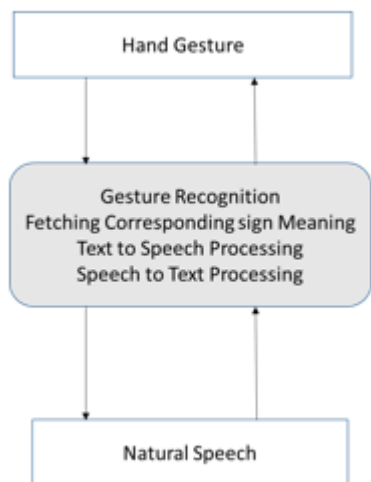 Hand Gesture
Gesture Recognition
Fetching Corresponding sign Meaning
Text to Speech Processing
Speech to Text Processing
Natural Speech